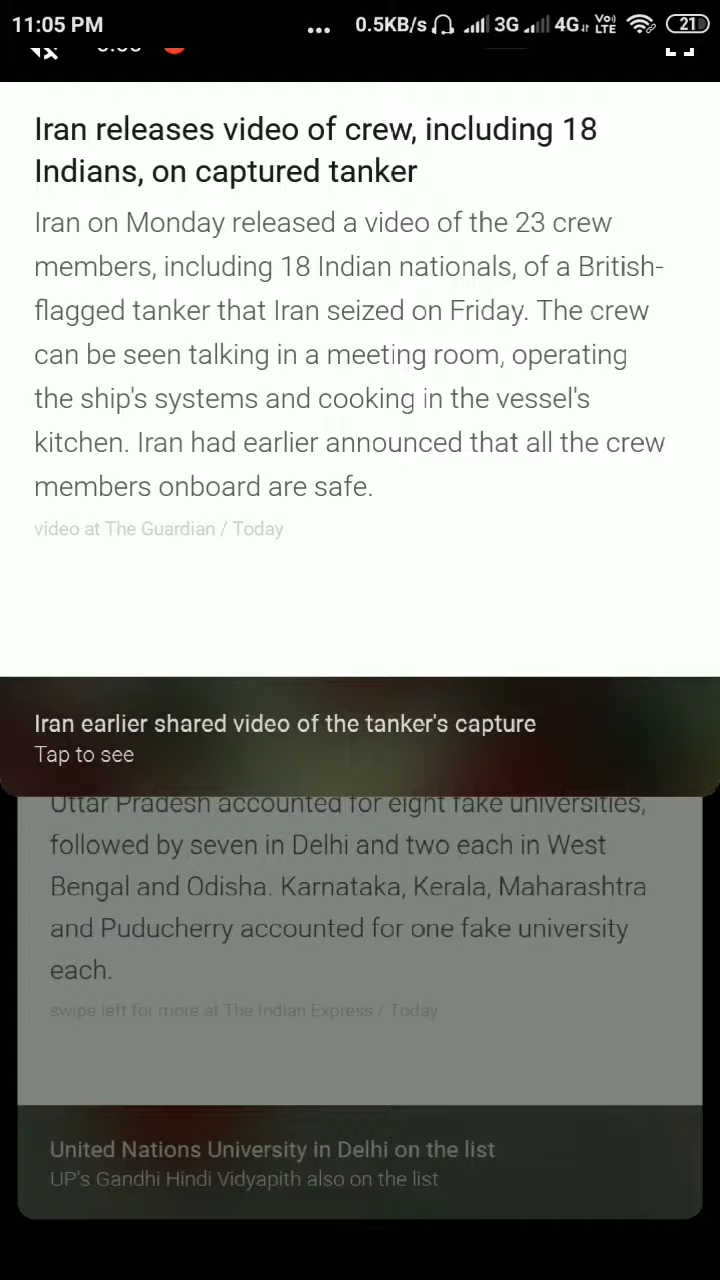 11:05 PM ... 0.5KB/s 3G 4G Vo) LTE 21
Iran releases video of crew, including 18
Indians, on captured tanker
Iran on Monday released a video of the 23 crew
members, including 18 Indian nationals, of a British-
flagged tanker that Iran seized on Friday. The crew
can be seen talking in a meeting room, operating
the ship's systems and cooking in the vessel's
kitchen. Iran had earlier announced that all the crew
members onboard are safe.
video at The Guardian / Today
Iran earlier shared video of the tanker's capture
Tap to see
Uttar Pradesh accounted for eight fake universities,
followed by seven in Delhi and two each in West
Bengal and Odisha. Karnataka, Kerala, Maharashtra
and Puducherry accounted for one fake university
each.
swipe left for more at The Indian Express / Today
United Nations University in Delhi on the list
UP's Gandhi Hindi Vidyapith also on the list